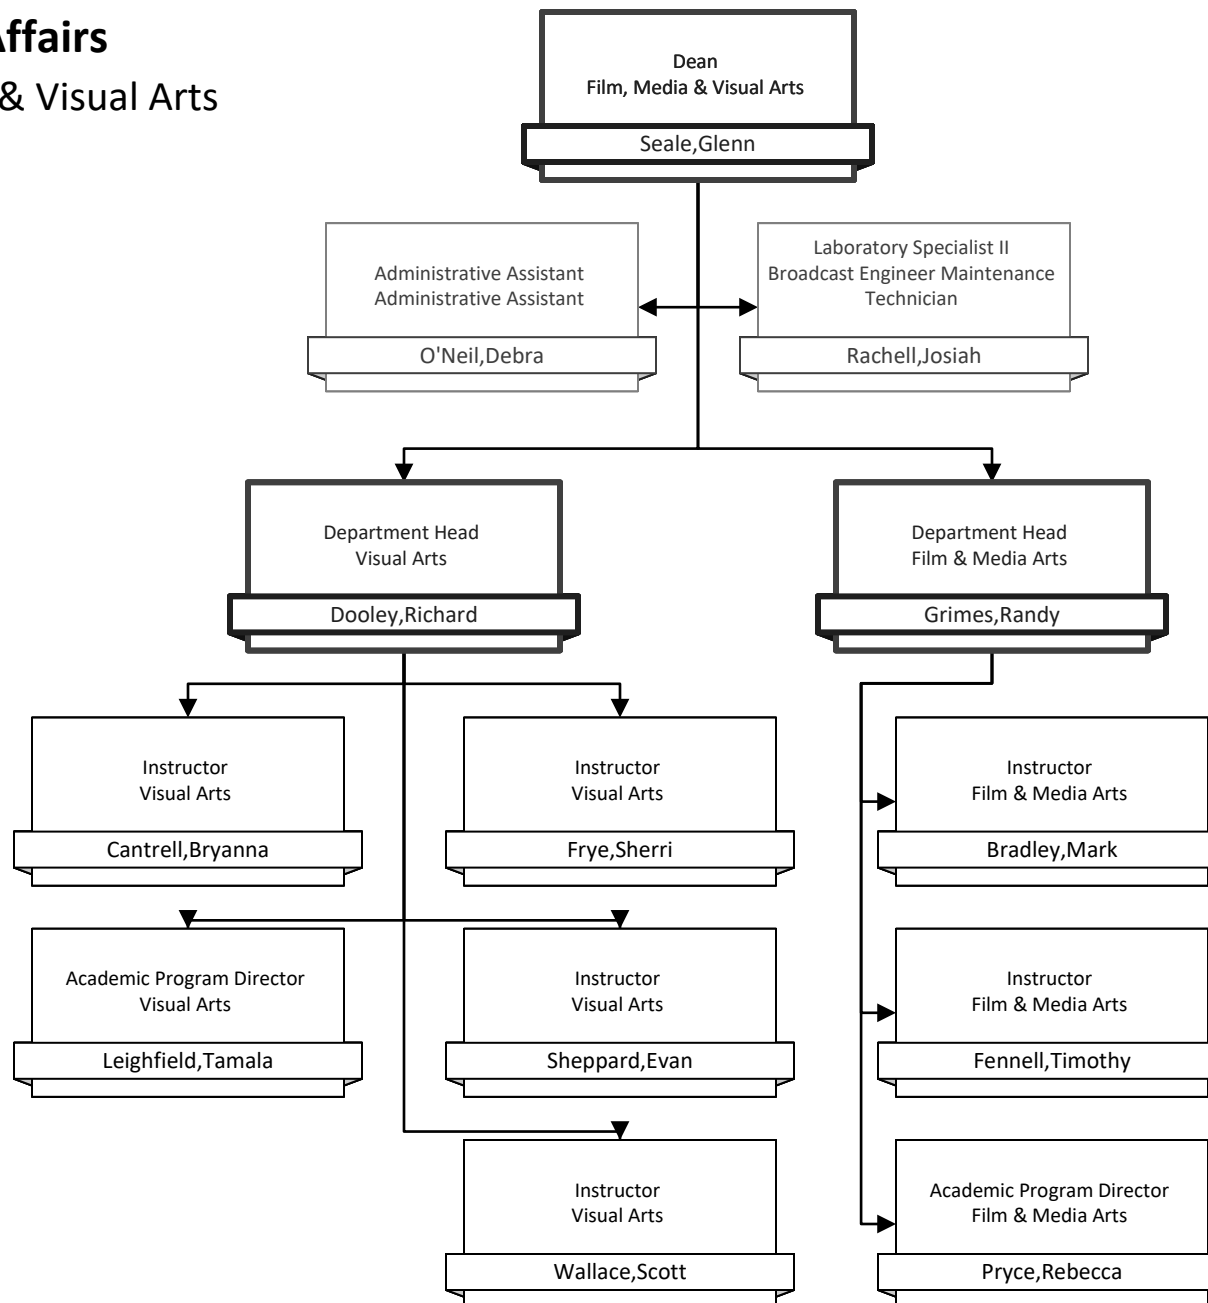 Affairs
& Visual Arts
Dean
Film, Media & Visual Arts
Seale,Glenn
Administrative Assistant
Administrative Assistant
O'Neil,Debra
Laboratory Specialist II
Broadcast Engineer Maintenance
Technician
Rachell,Josiah
Department Head
Visual Arts
Dooley,Richard
Department Head
Film & Media Arts
Grimes,Randy
Instructor
Visual Arts
Cantrell,Bryanna
Instructor
Visual Arts
Frye,Sherri
Instructor
Film & Media Arts
Bradley,Mark
Academic Program Director
Visual Arts
Leighfield,Tamala
Instructor
Visual Arts
Sheppard,Evan
Instructor
Film & Media Arts
Fennell,Timothy
Instructor
Visual Arts
Wallace,Scott
Academic Program Director
Film & Media Arts
Pryce,Rebecca